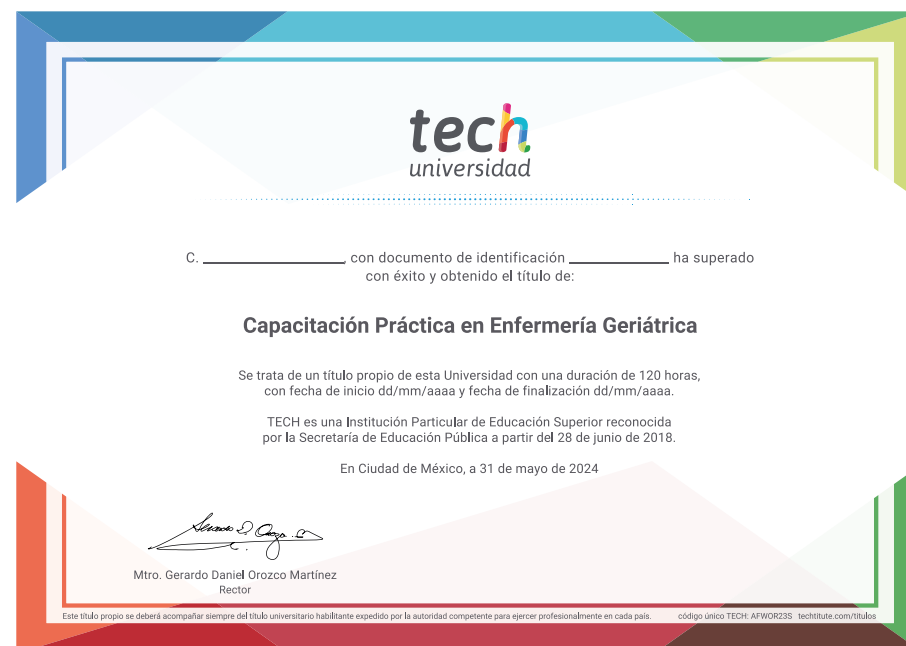 tech
universidad
C. ____________________, con documento de identificación ______________ ha superado
con éxito y obtenido el título de:
Capacitación Práctica en Enfermería Geriátrica
Se trata de un título propio de esta Universidad con una duración de 120 horas,
con fecha de inicio dd/mm/aaaa y fecha de finalización dd/mm/aaaa.
TECH es una Institución Particular de Educación Superior reconocida
por la Secretaría de Educación Pública a partir del 28 de junio de 2018.
En Ciudad de México, a 31 de mayo de 2024
Mtro. Gerardo Daniel Orozco Martínez
Rector
Este título propio se deberá acompañar siempre del título universitario habilitante expedido por la autoridad competente para ejercer profesionalmente en cada país. código único TECH: AFWOR23S techtitute.com/titulos